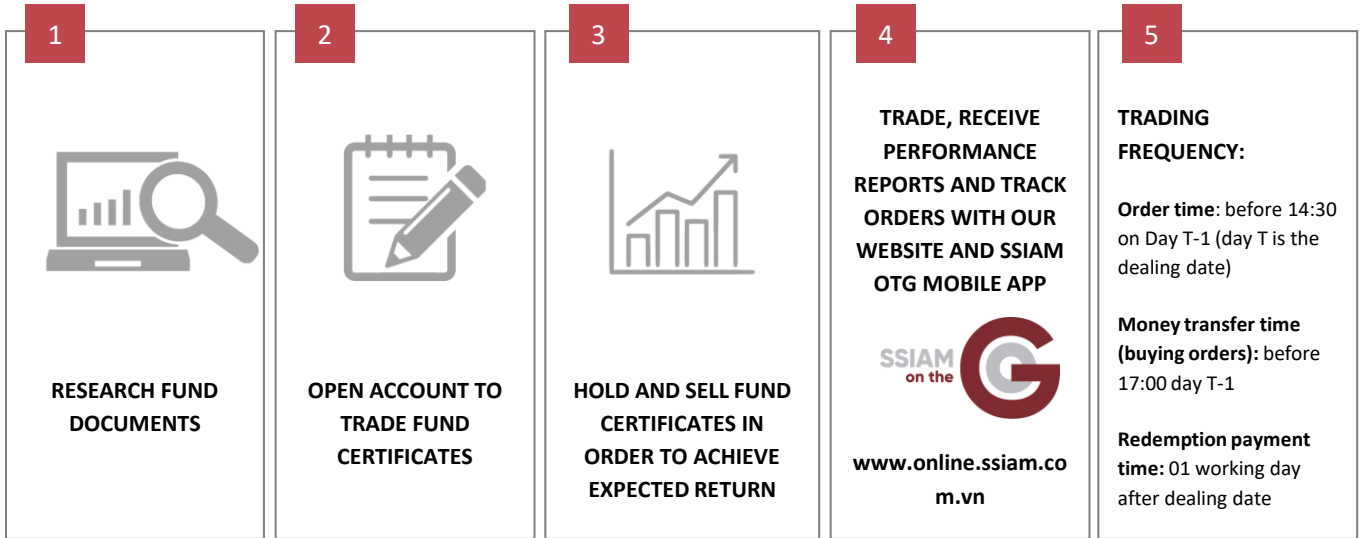 1
RESEARCH FUND
DOCUMENTS
2
OPEN ACCOUNT TO
TRADE FUND
CERTIFICATES
3
HOLD AND SELL FUND
CERTIFICATES IN
ORDER TO ACHIEVE
EXPECTED RETURN
4
TRADE, RECEIVE
PERFORMANCE
REPORTS AND TRACK
ORDERS WITH OUR
WEBSITE AND SSIAM
OTG MOBILE APP
SSIAM
on the
G
www.online.ssiam.co
m.vn
5
TRADING
FREQUENCY:
Order time: before 14:30
on Day T-1 (day T is the
dealing date)
Money transfer time
(buying orders): before
17:00 day T-1
Redemption payment
time: 01 working day
after dealing date